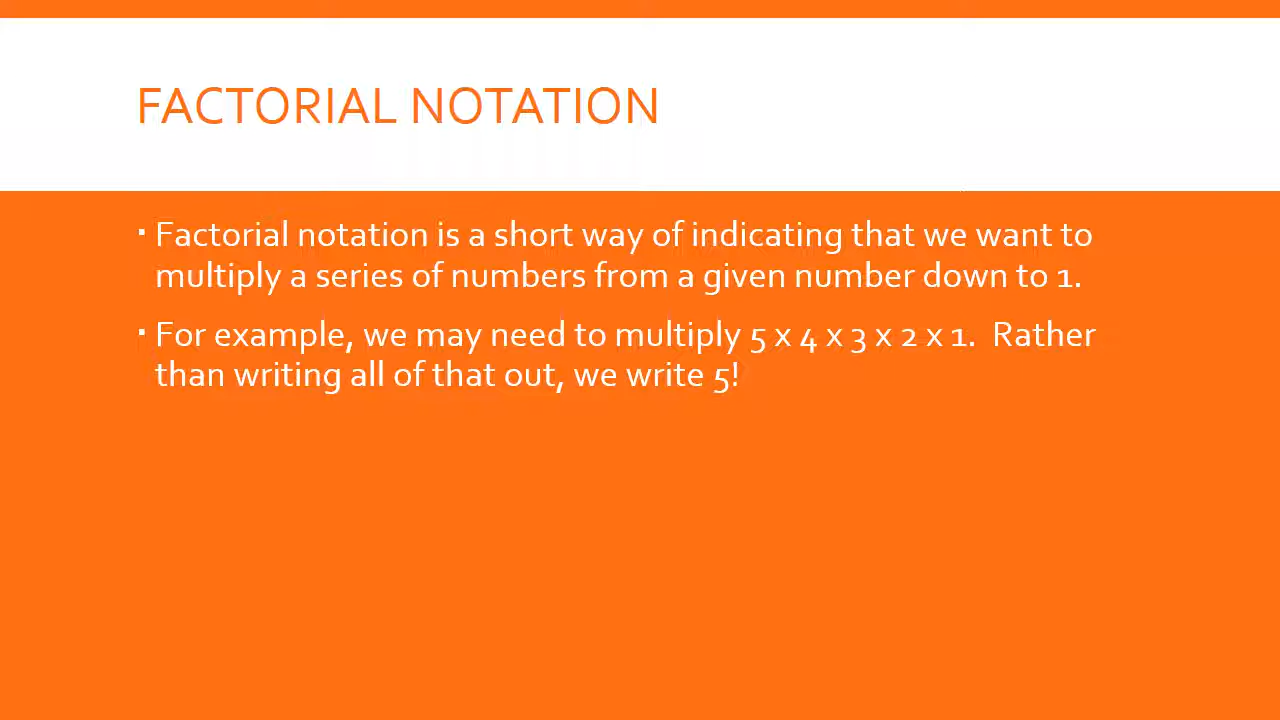 FACTORIAL NOTATION
▪ Factorial notation is a short way of indicating that we want to
multiply a series of numbers from a given number down to 1.
▪ For example, we may need to multiply 5 x 4 x 3 x 2 x 1.  Rather
than writing all of that out, we write 5!